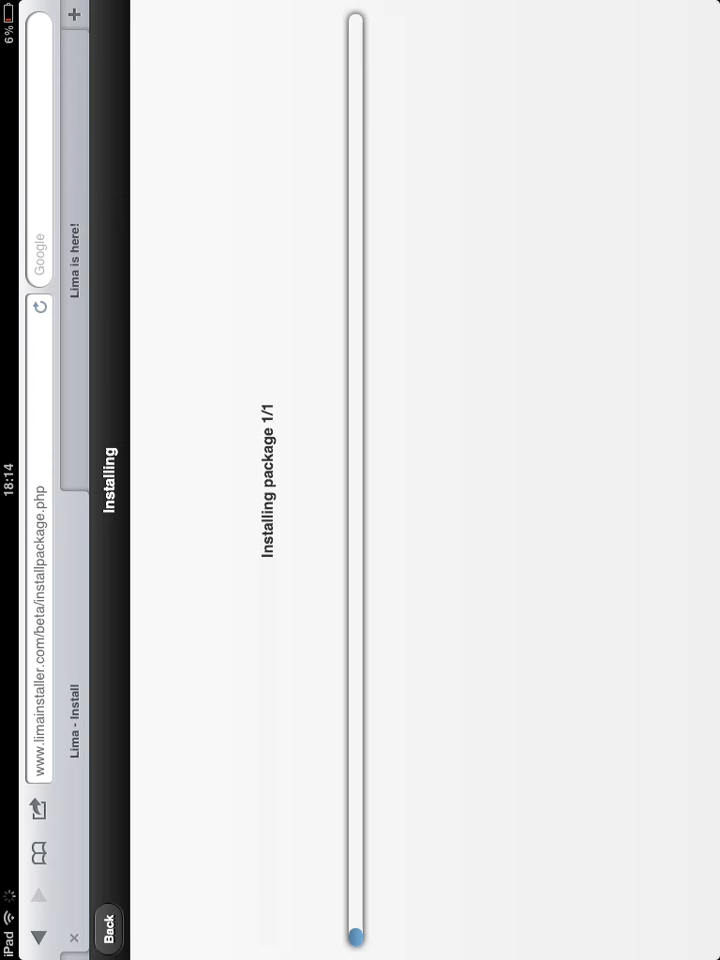 iPad
18:14
6%
www.limainstaller.com/beta/installpackage.php
Google
Lima - Install
Lima is here!
Back
Installing
Installing package 1/1